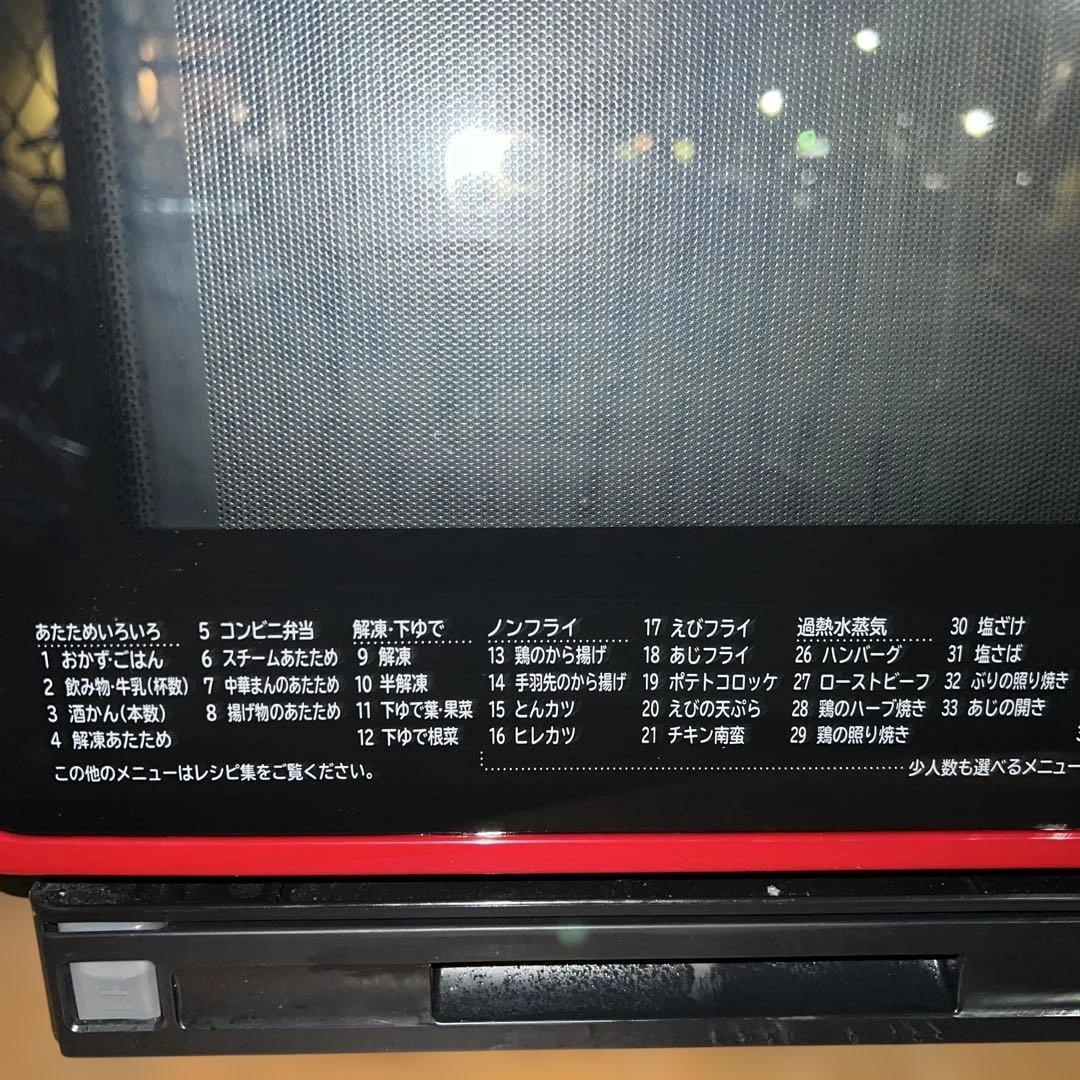 あたためいろいろ
1 おかず・ごはん
2 飲み物・牛乳(杯数)
3 酒かん(本数)
4 解凍あたため
5 コンビニ弁当
6 スチームあたため
7 中華まんのあたため
8 揚げ物のあたため
解凍・下ゆで
9 解凍
10 半解凍
11 下ゆで葉・果菜
12 下ゆで根菜
ノンフライ
13 鶏のから揚げ
14 手羽先のから揚げ
15 とんカツ
16 ヒレカツ
17 えびフライ
18 あじフライ
19 ポテトコロッケ
20 えびの天ぷら
21 チキン南蛮
過熱水蒸気
26 ハンバーグ
27 ローストビーフ
28 鶏のハーブ焼き
29 鶏の照り焼き
30 塩ざけ
31 塩さば
32 ぶりの照り焼き
33 あじの開き
この他のメニューはレシピ集をご覧ください。
少人数も選べるメニュー